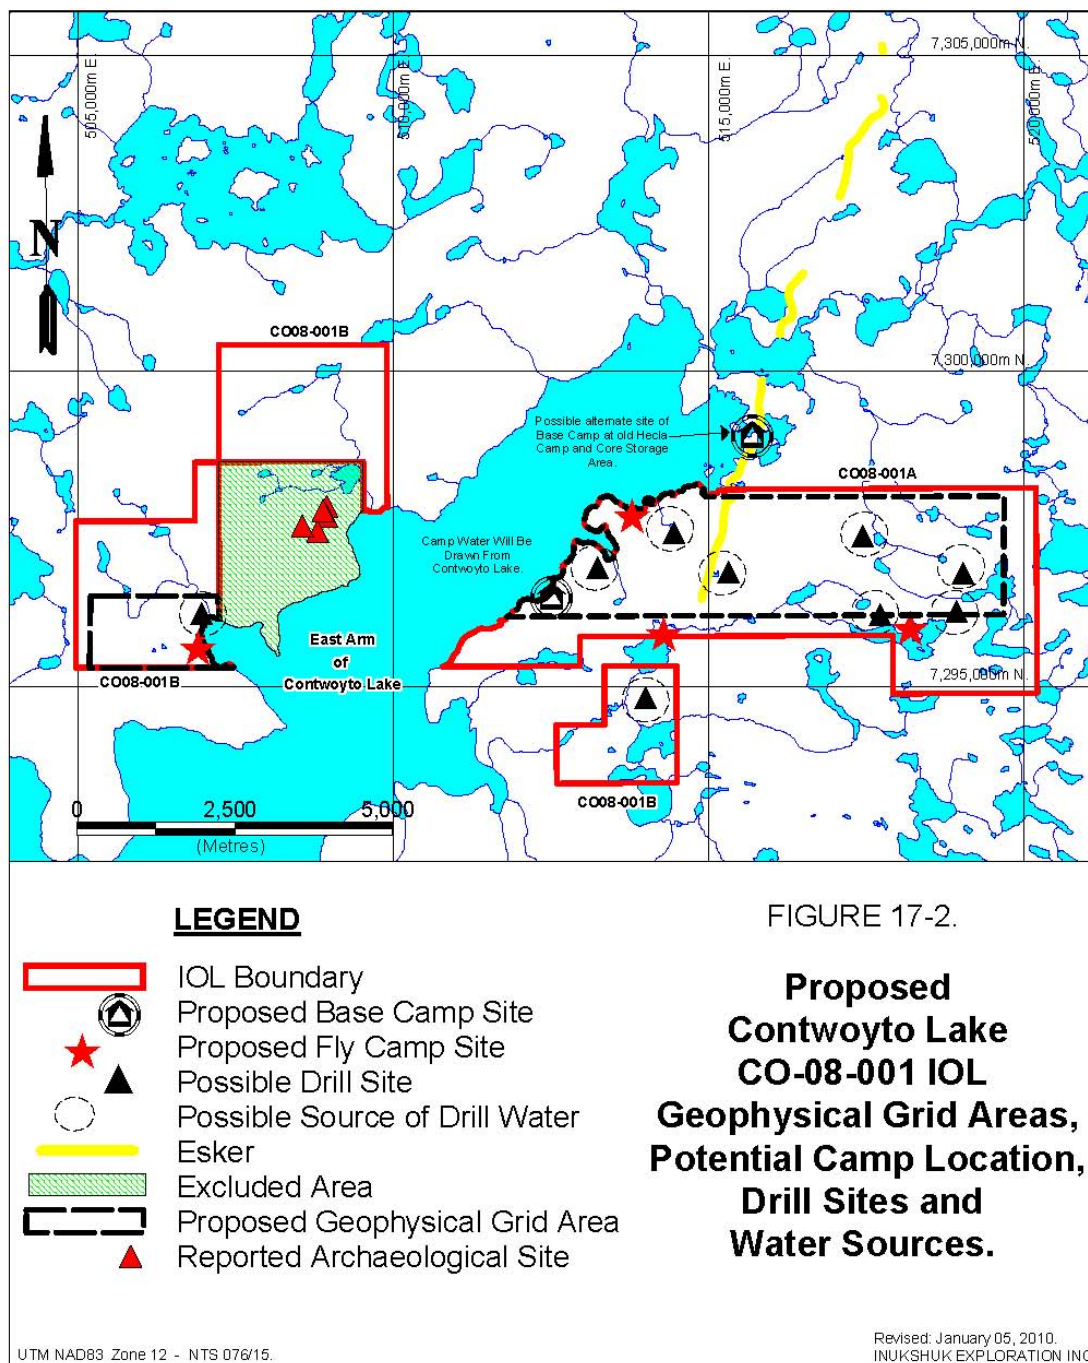 7,305,000m N.
505,000m E.
510,000m E.
515,000m E.
520,000m E.
N
CO08-001B
7,300,000m N.
Possible alternate site of
Base Camp at old Hecla
Camp and Core Storage
Area.
CO08-001A
Camp Water Will Be
Drawn From
Contwoyto Lake.
East Arm
of
Contwoyto Lake
CO08-001B
7,295,000m N.
CO08-001B
0 2,500 5,000
(Metres)
LEGEND
IOL Boundary
Proposed Base Camp Site
Proposed Fly Camp Site
Possible Drill Site
Possible Source of Drill Water
Esker
Excluded Area
Proposed Geophysical Grid Area
Reported Archaeological Site
FIGURE 17-2.
Proposed
Contwoyto Lake
CO-08-001 IOL
Geophysical Grid Areas,
Potential Camp Location,
Drill Sites and
Water Sources.
UTM NAD83 Zone 12 - NTS 076/15.
Revised: January 05, 2010.
INUKSHUK EXPLORATION INC